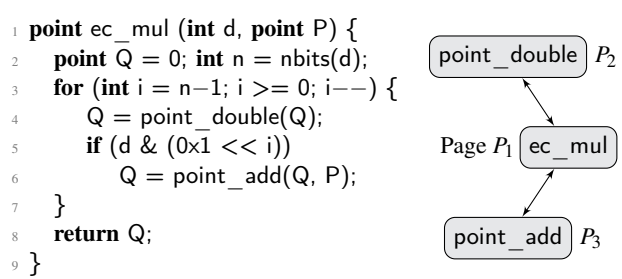 1 point ec_mul (int d, point P) {
2 point Q = 0; int n = nbits(d);
3 for (int i = n−1; i >= 0; i−−) {
4 Q = point_double(Q);
5 if (d & (0x1 << i))
6 Q = point_add(Q, P);
7 }
8 return Q;
9 }
point_double P2
Page P1 ec_mul
point_add P3